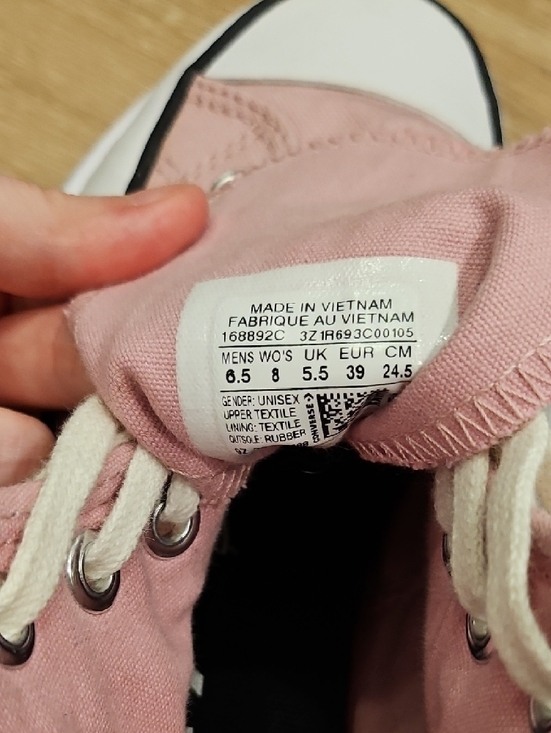 MADE IN VIETNAM
FABRIQUE AU VIETNAM
168892C 3Z1R693C00105
MENS WO'S UK EUR CM
6.5 8 5.5 39 24.5
GENDER: UNISEX
UPPER TEXTILE
LINING: TEXTILE
OUTSOLE: RUBBER
CONVERSE